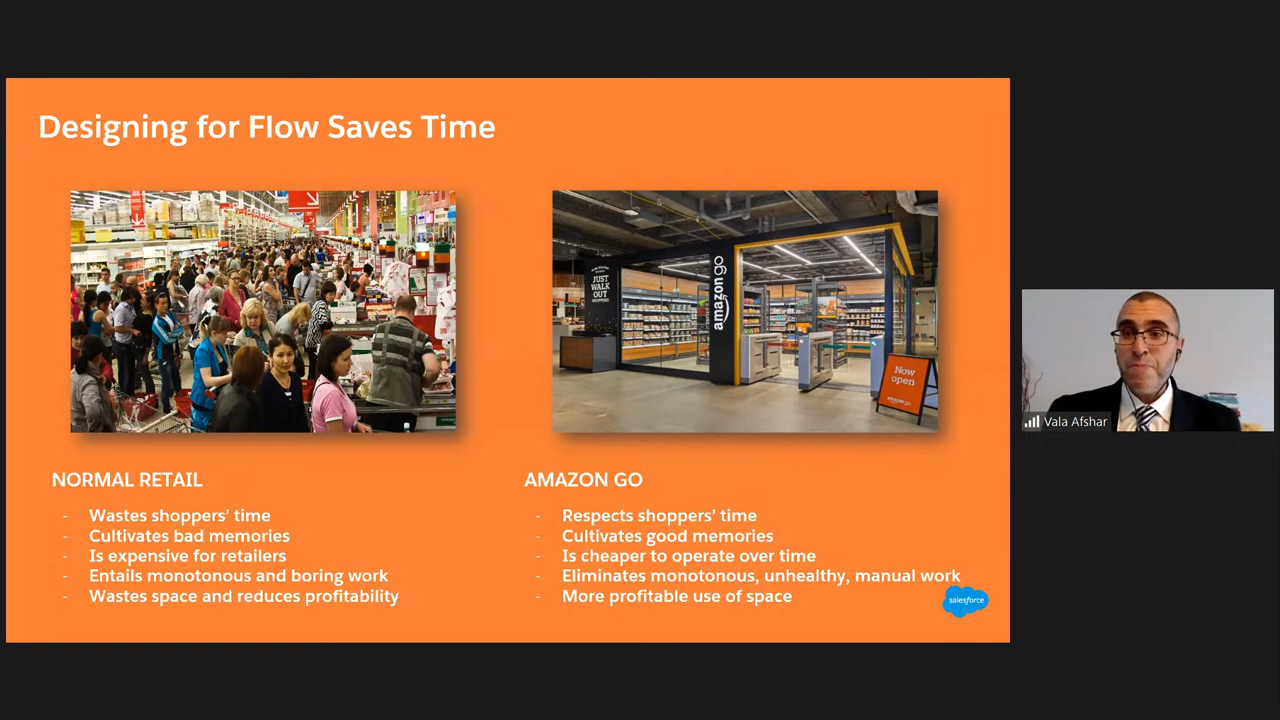 Designing for Flow Saves Time
JUST
WALK
OUT
SHOPPING
amazon go
Now
open
amazon go
NORMAL RETAIL
- Wastes shoppers’ time
- Cultivates bad memories
- Is expensive for retailers
- Entails monotonous and boring work
- Wastes space and reduces profitability
AMAZON GO
- Respects shoppers’ time
- Cultivates good memories
- Is cheaper to operate over time
- Eliminates monotonous, unhealthy, manual work
- More profitable use of space
salesforce
Vala Afshar